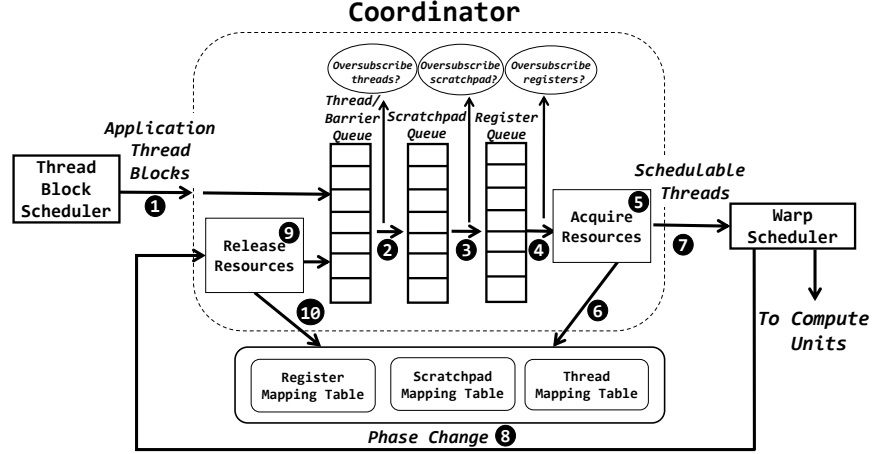 Coordinator
Oversubscribe
threads?
Oversubscribe
scratchpad?
Oversubscribe
registers?
Thread/
Barrier
Queue
Scratchpad
Queue
Register
Queue
Application
Thread
Blocks
Thread
Block
Scheduler
1
Release
Resources
9
2
3
4
Acquire
Resources
5
Schedulable
Threads
7
Warp
Scheduler
10
6
To Compute
Units
Register
Mapping Table
Scratchpad
Mapping Table
Thread
Mapping Table
Phase Change 8